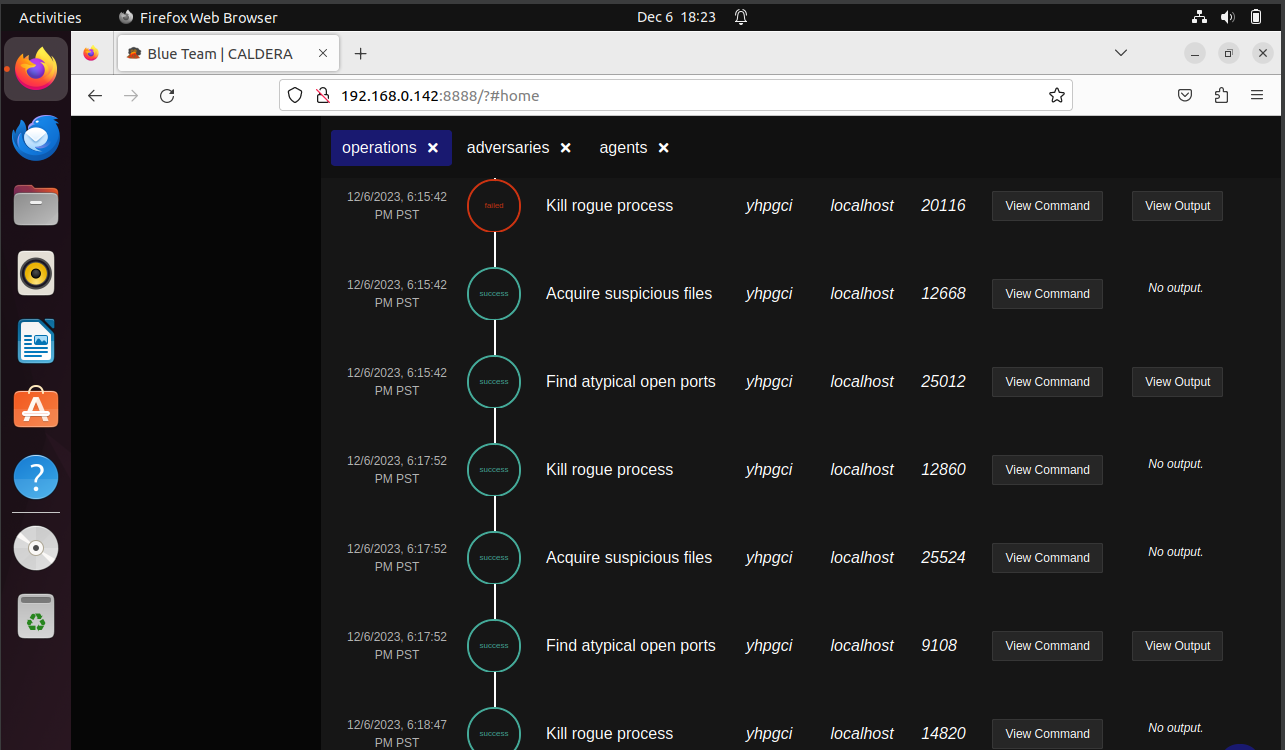 Activities Firefox Web Browser Dec 6 18:23
Blue Team | CALDERA
192.168.0.142:8888/?#home
operations adversaries agents
12/6/2023, 6:15:42 PM PST failed Kill rogue process yhpgci localhost 20116 View Command View Output
12/6/2023, 6:15:42 PM PST success Acquire suspicious files yhpgci localhost 12668 View Command No output.
12/6/2023, 6:15:42 PM PST success Find atypical open ports yhpgci localhost 25012 View Command View Output
12/6/2023, 6:17:52 PM PST success Kill rogue process yhpgci localhost 12860 View Command No output.
12/6/2023, 6:17:52 PM PST success Acquire suspicious files yhpgci localhost 25524 View Command No output.
12/6/2023, 6:17:52 PM PST success Find atypical open ports yhpgci localhost 9108 View Command View Output
12/6/2023, 6:18:47 PM PST success Kill rogue process yhpgci localhost 14820 View Command No output.